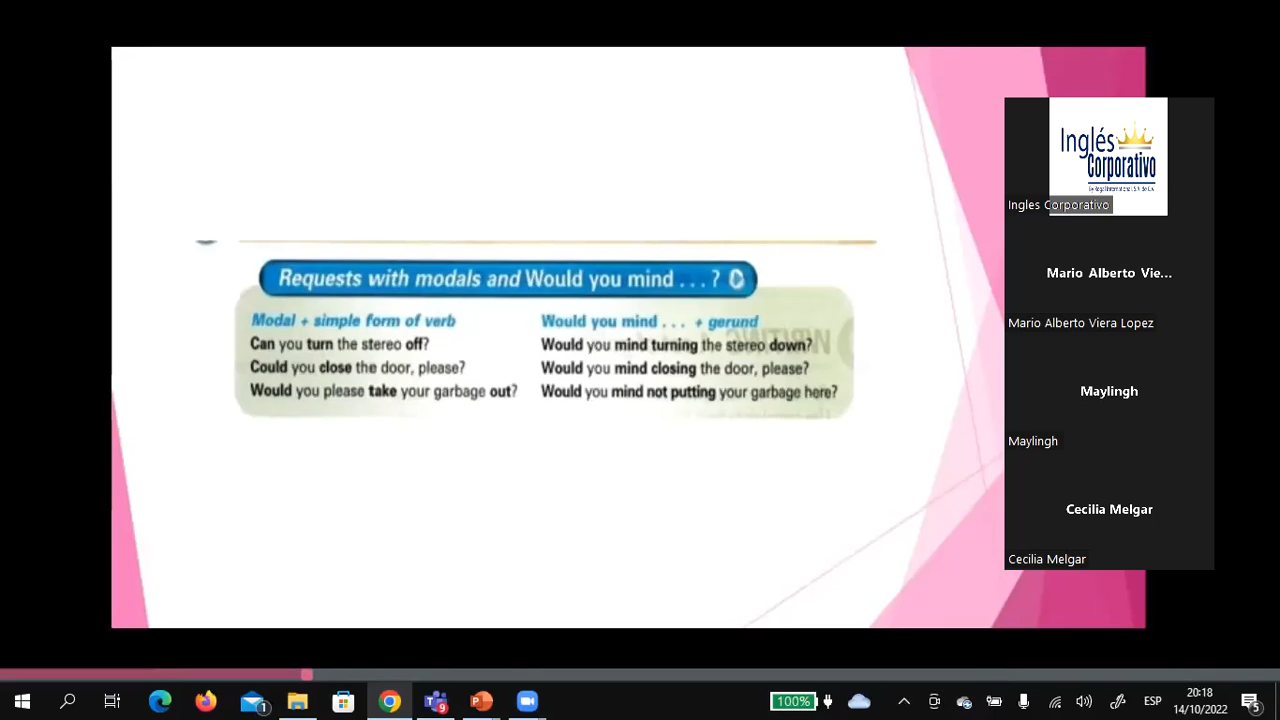 Requests with modals and Would you mind . . . ?
Modal + simple form of verb
Can you turn the stereo off?
Could you close the door, please?
Would you please take your garbage out?
Would you mind . . . + gerund
Would you mind turning the stereo down?
Would you mind closing the door, please?
Would you mind not putting your garbage here?
Inglés
Corporativo
Ingles Corporativo
Mario Alberto Vie...
Mario Alberto Viera Lopez
Maylingh
Maylingh
Cecilia Melgar
Cecilia Melgar
1
9
100%
ESP
20:18
14/10/2022
5